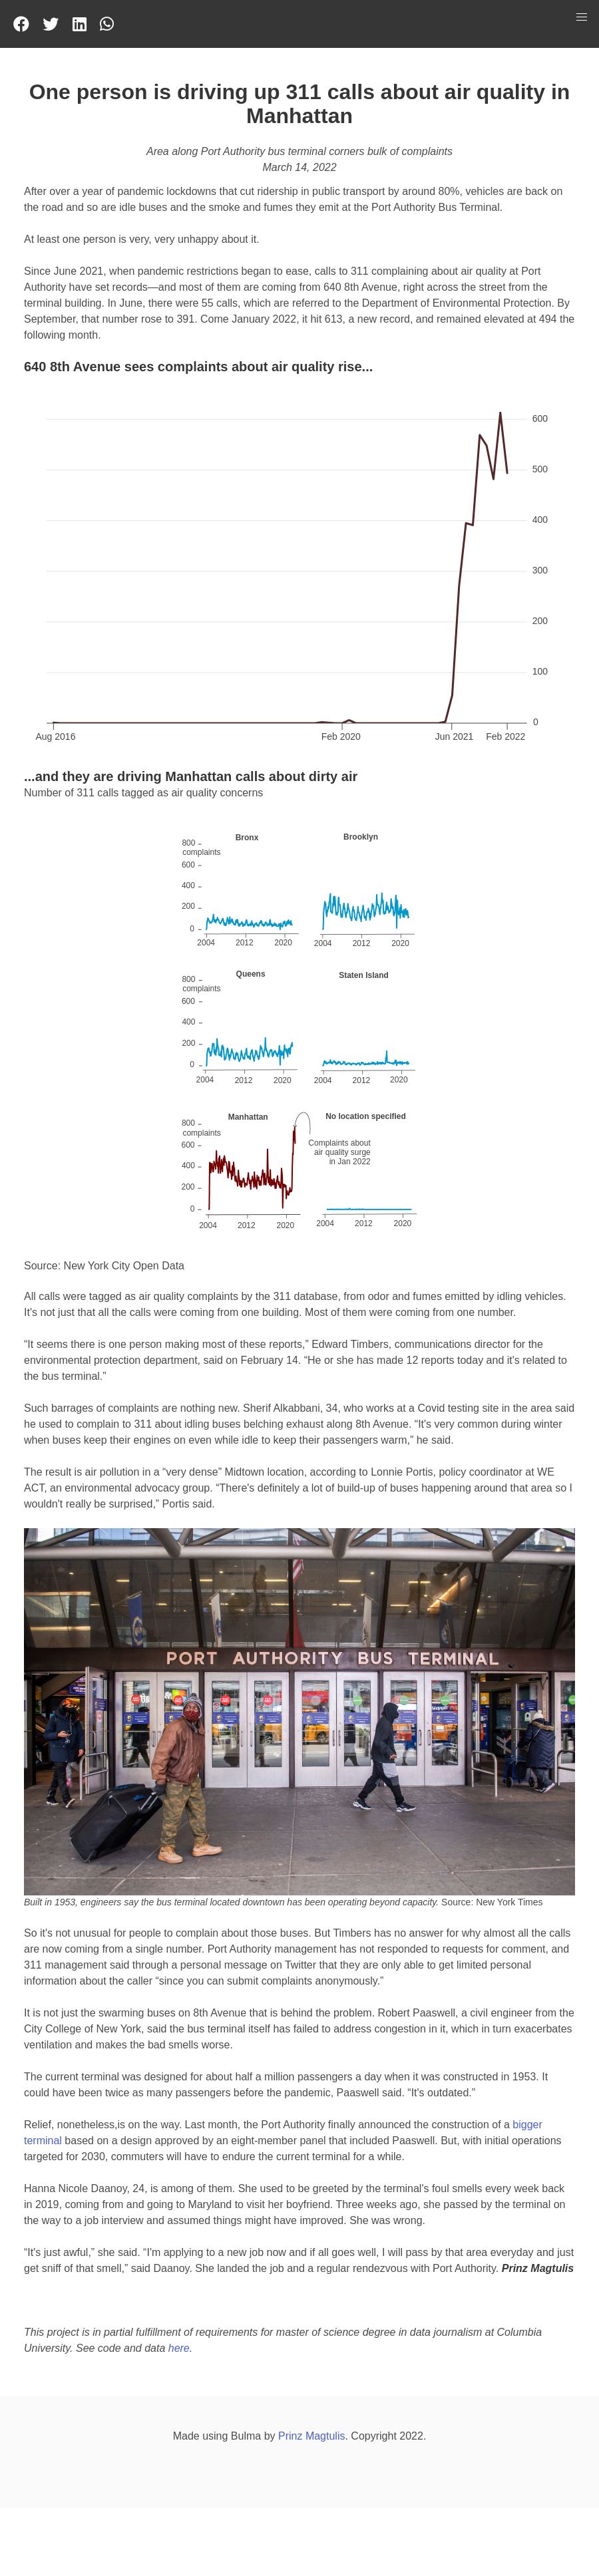 One person is driving up 311 calls about air quality in
Manhattan
Area along Port Authority bus terminal corners bulk of complaints
March 14, 2022
After over a year of pandemic lockdowns that cut ridership in public transport by around 80%, vehicles are back on
the road and so are idle buses and the smoke and fumes they emit at the Port Authority Bus Terminal.
At least one person is very, very unhappy about it.
Since June 2021, when pandemic restrictions began to ease, calls to 311 complaining about air quality at Port
Authority have set records—and most of them are coming from 640 8th Avenue, right across the street from the
terminal building. In June, there were 55 calls, which are referred to the Department of Environmental Protection. By
September, that number rose to 391. Come January 2022, it hit 613, a new record, and remained elevated at 494 the
following month.
640 8th Avenue sees complaints about air quality rise...
600
500
400
300
200
100
0
Aug 2016 Feb 2020 Jun 2021 Feb 2022
...and they are driving Manhattan calls about dirty air
Number of 311 calls tagged as air quality concerns
Bronx
800
complaints
600
400
200
0
2004 2012 2020
Brooklyn
2004 2012 2020
Queens
800
complaints
600
400
200
0
2004 2012 2020
Staten Island
2004 2012 2020
Manhattan
800
complaints
600
400
200
0
2004 2012 2020
No location specified
Complaints about
air quality surge
in Jan 2022
2004 2012 2020
Source: New York City Open Data
All calls were tagged as air quality complaints by the 311 database, from odor and fumes emitted by idling vehicles.
It's not just that all the calls were coming from one building. Most of them were coming from one number.
“It seems there is one person making most of these reports,” Edward Timbers, communications director for the
environmental protection department, said on February 14. “He or she has made 12 reports today and it's related to
the bus terminal.”
Such barrages of complaints are nothing new. Sherif Alkabbani, 34, who works at a Covid testing site in the area said
he used to complain to 311 about idling buses belching exhaust along 8th Avenue. “It's very common during winter
when buses keep their engines on even while idle to keep their passengers warm,” he said.
The result is air pollution in a “very dense” Midtown location, according to Lonnie Portis, policy coordinator at WE
ACT, an environmental advocacy group. “There's definitely a lot of build-up of buses happening around that area so I
wouldn't really be surprised,” Portis said.
PORT AUTHORITY BUS TERMINAL
Built in 1953, engineers say the bus terminal located downtown has been operating beyond capacity. Source: New York Times
So it's not unusual for people to complain about those buses. But Timbers has no answer for why almost all the calls
are now coming from a single number. Port Authority management has not responded to requests for comment, and
311 management said through a personal message on Twitter that they are only able to get limited personal
information about the caller “since you can submit complaints anonymously.”
It is not just the swarming buses on 8th Avenue that is behind the problem. Robert Paaswell, a civil engineer from the
City College of New York, said the bus terminal itself has failed to address congestion in it, which in turn exacerbates
ventilation and makes the bad smells worse.
The current terminal was designed for about half a million passengers a day when it was constructed in 1953. It
could have been twice as many passengers before the pandemic, Paaswell said. “It's outdated.”
Relief, nonetheless,is on the way. Last month, the Port Authority finally announced the construction of a bigger
terminal based on a design approved by an eight-member panel that included Paaswell. But, with initial operations
targeted for 2030, commuters will have to endure the current terminal for a while.
Hanna Nicole Daanoy, 24, is among of them. She used to be greeted by the terminal's foul smells every week back
in 2019, coming from and going to Maryland to visit her boyfriend. Three weeks ago, she passed by the terminal on
the way to a job interview and assumed things might have improved. She was wrong.
“It's just awful,” she said. “I'm applying to a new job now and if all goes well, I will pass by that area everyday and just
get sniff of that smell,” said Daanoy. She landed the job and a regular rendezvous with Port Authority. Prinz Magtulis
This project is in partial fulfillment of requirements for master of science degree in data journalism at Columbia
University. See code and data here.
Made using Bulma by Prinz Magtulis. Copyright 2022.